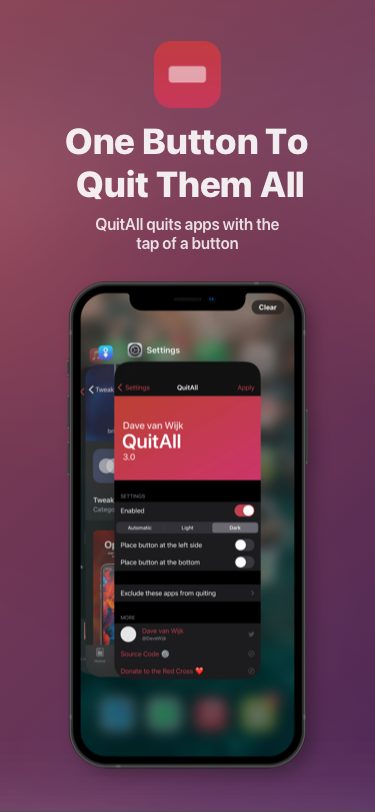 One Button To
Quit Them All
QuitAll quits apps with the
tap of a button
Clear
Settings
Settings
QuitAll
Apply
Tweak
Dave van Wijk
QuitAll
3.0
SETTINGS
Enabled
Automatic
Light
Dark
Tweak
Catego
Place button at the left side
Place button at the bottom
Op
Exclude these apps from quiting
MORE
Dave van Wijk
Source Code
Donate to the Red Cross ❤️